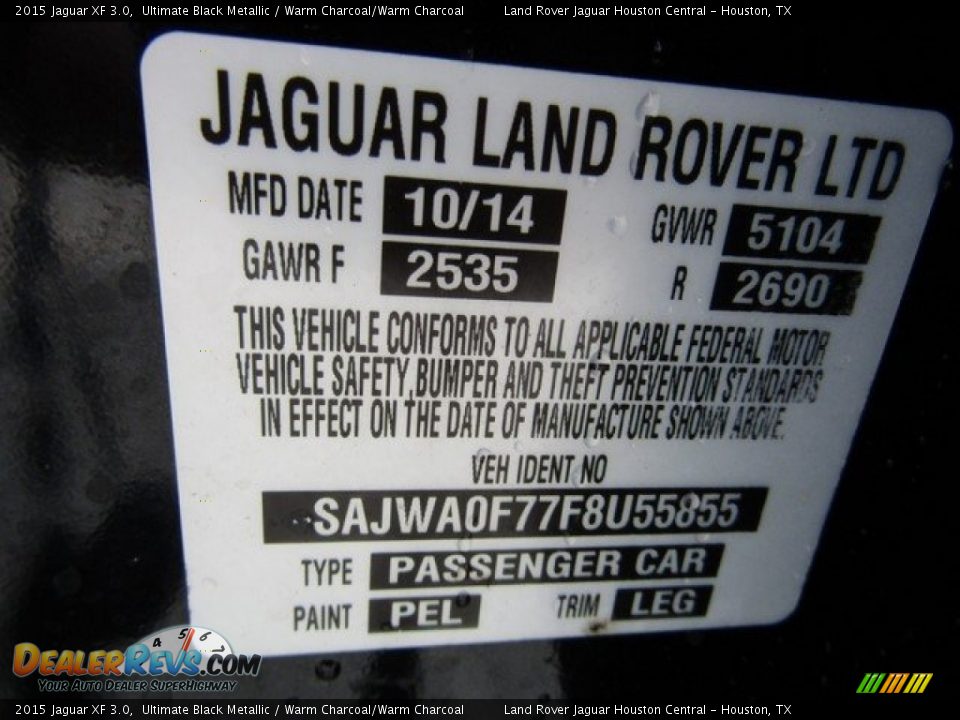 2015 Jaguar XF 3.0,  Ultimate Black Metallic / Warm Charcoal/Warm Charcoal        Land Rover Jaguar Houston Central - Houston, TX
JAGUAR LAND ROVER LTD
MFD DATE 10/14 GVWR 5104
GAWR F 2535 R 2690
THIS VEHICLE CONFORMS TO ALL APPLICABLE FEDERAL MOTOR
VEHICLE SAFETY,BUMPER AND THEFT PREVENTION STANDARDS
IN EFFECT ON THE DATE OF MANUFACTURE SHOWN ABOVE.
VEH IDENT NO
SAJWA0F77F8U55855
TYPE PASSENGER CAR
PAINT PEL TRIM LEG
4 5 6 7
DealerRevs.com
Your Auto Dealer SuperHighway
2015 Jaguar XF 3.0,  Ultimate Black Metallic / Warm Charcoal/Warm Charcoal        Land Rover Jaguar Houston Central - Houston, TX